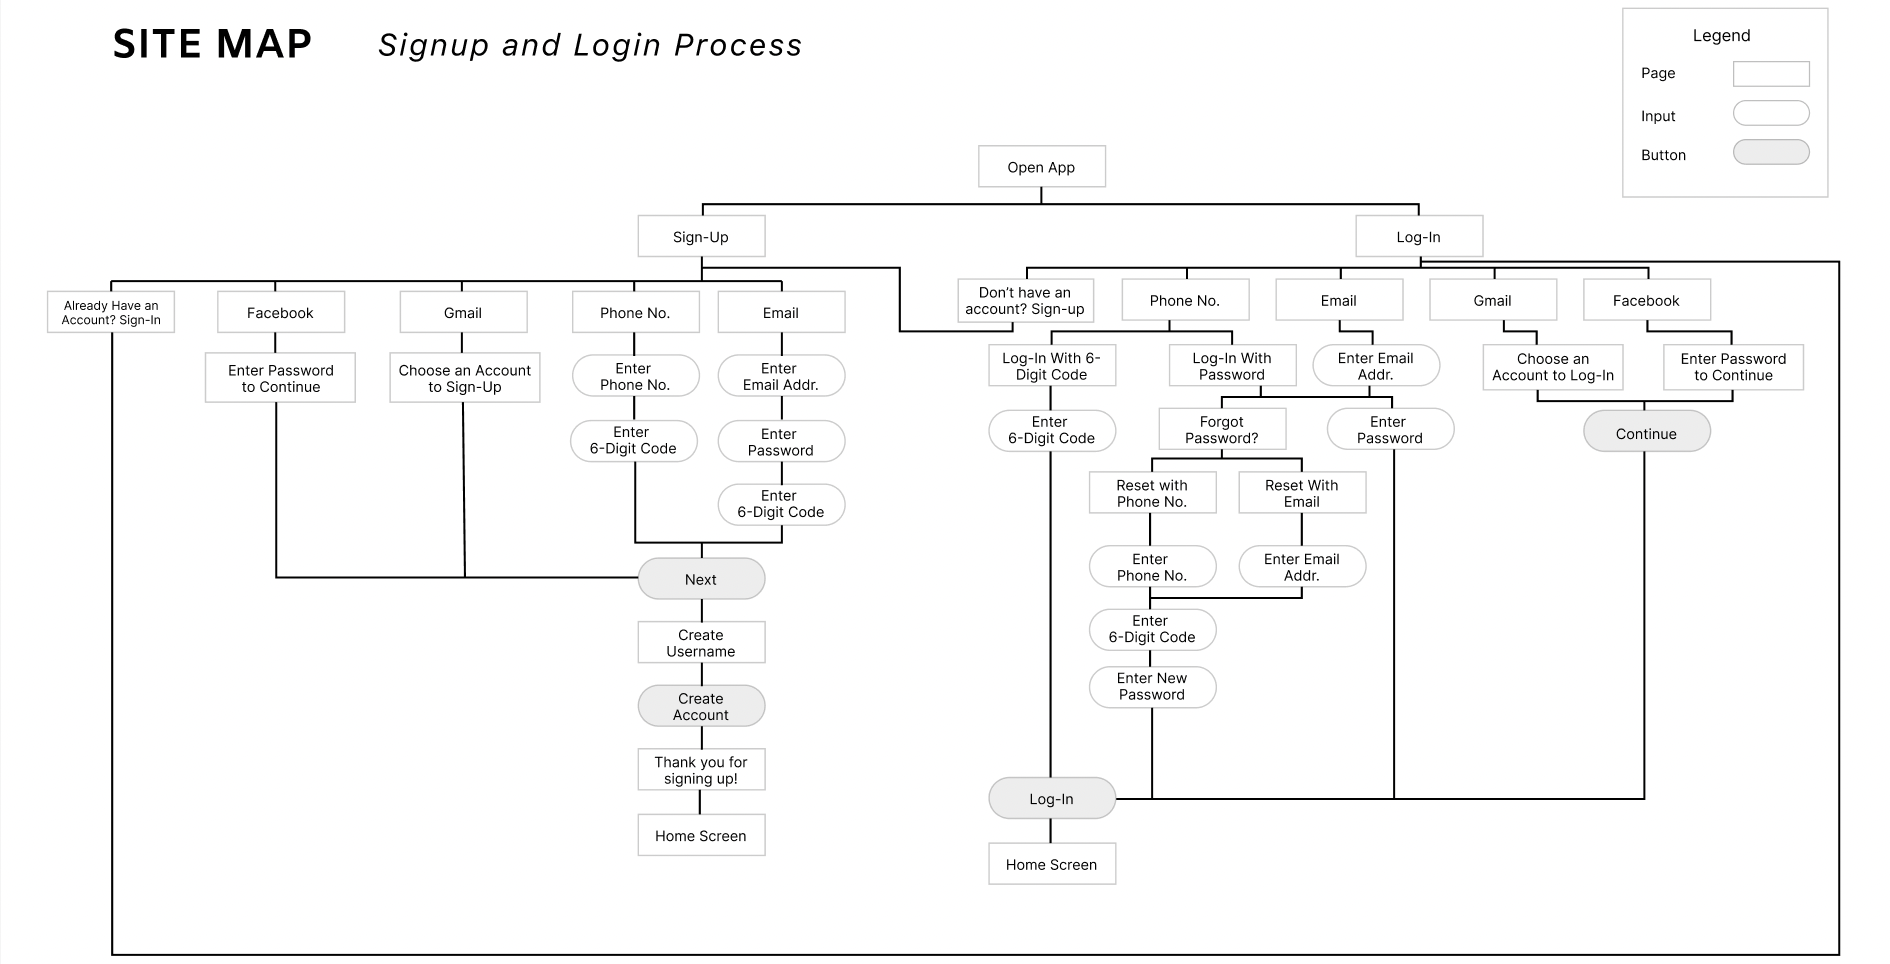 SITE MAP
Signup and Login Process
Legend
Page
Input
Button
Open App
Sign-Up
Log-In
Already Have an
Account? Sign-In
Facebook
Gmail
Phone No.
Email
Don't have an
account? Sign-up
Phone No.
Email
Gmail
Facebook
Enter Password
to Continue
Choose an Account
to Sign-Up
Enter
Phone No.
Enter
Email Addr.
Log-In With 6-
Digit Code
Log-In With
Password
Enter Email
Addr.
Choose an
Account to Log-In
Enter Password
to Continue
Enter
6-Digit Code
Enter
Password
Enter
6-Digit Code
Forgot
Password?
Enter
Password
Continue
Enter
6-Digit Code
Reset with
Phone No.
Reset With
Email
Next
Enter
Phone No.
Enter Email
Addr.
Create
Username
Enter
6-Digit Code
Create
Account
Enter New
Password
Thank you for
signing up!
Log-In
Home Screen
Home Screen